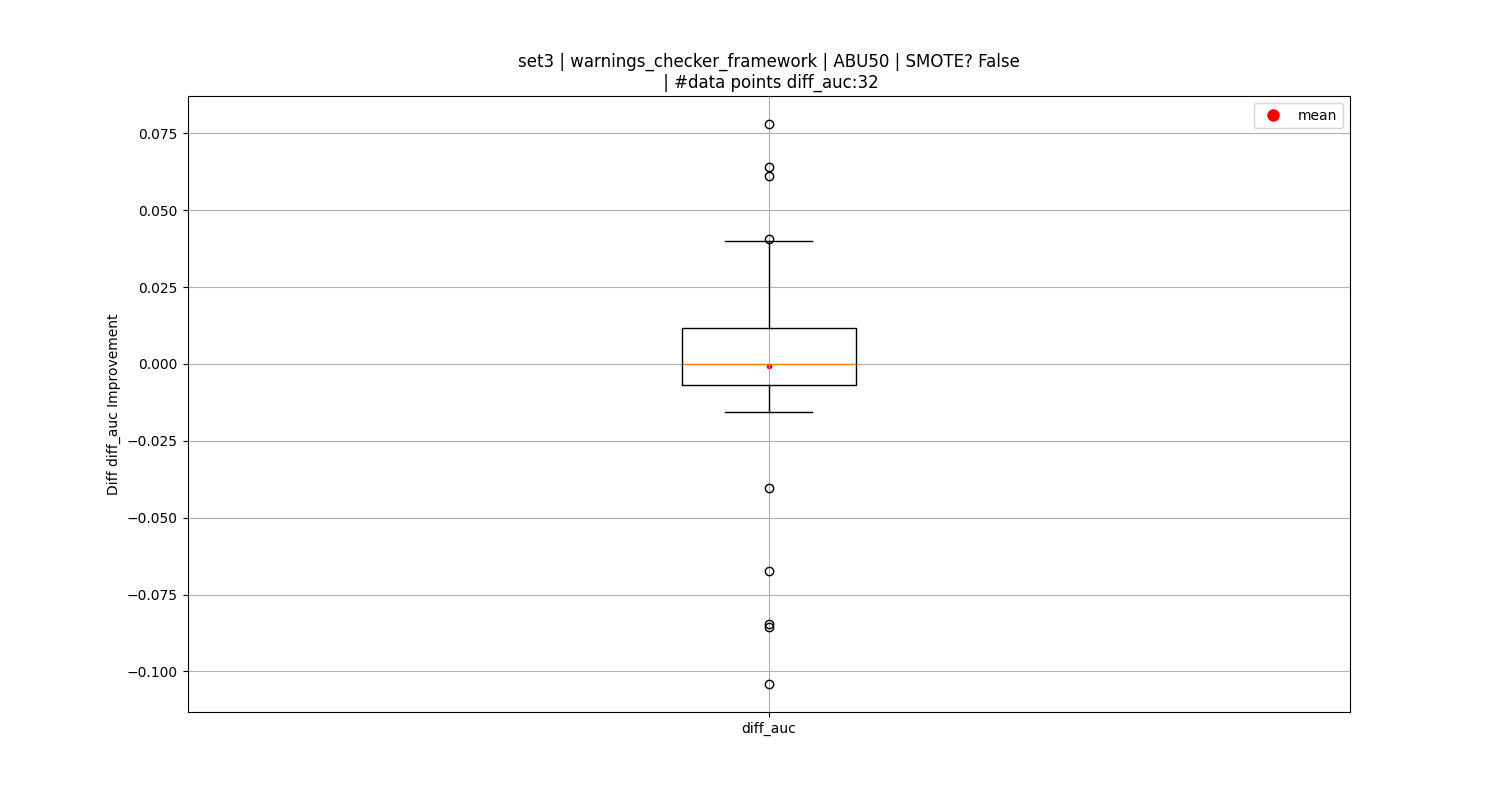 set3 | warnings_checker_framework | ABU50 | SMOTE? False
| #data points diff_auc:32
mean
0.075
0.050
0.025
0.000
−0.025
−0.050
−0.075
−0.100
Diff diff_auc Improvement
diff_auc